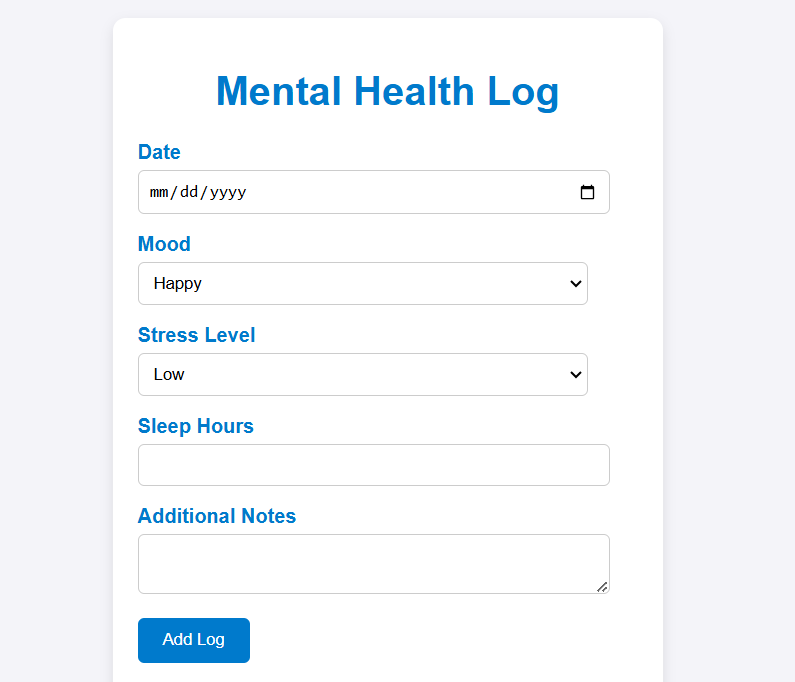 Mental Health Log
Date
mm/dd/yyyy
Mood
Happy
Stress Level
Low
Sleep Hours
Additional Notes
Add Log